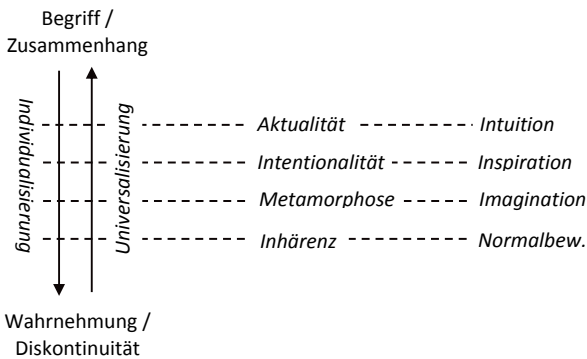 Begriff /
Zusammenhang
Individualisierung
Universalisierung
Aktualität
Intuition
Intentionalität
Inspiration
Metamorphose
Imagination
Inhärenz
Normalbew.
Wahrnehmung /
Diskontinuität